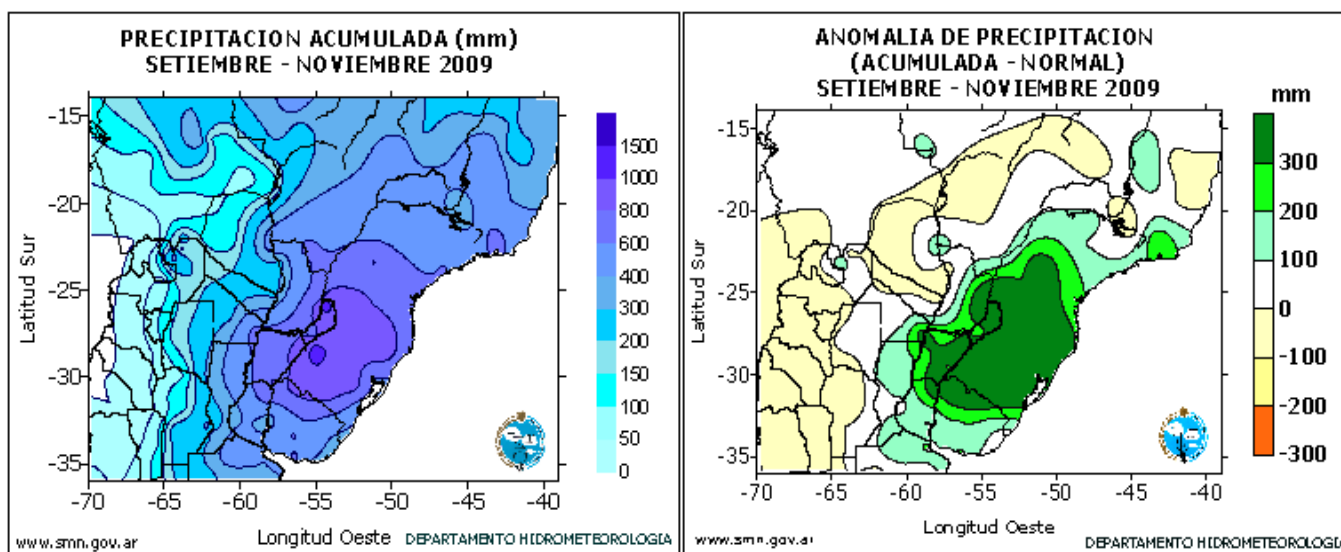 PRECIPITACION ACUMULADA (mm)
SETIEMBRE - NOVIEMBRE 2009
-15
-20
-25
-30
-35
Latitud Sur
-70 -65 -60 -55 -50 -45 -40
Longitud Oeste
1500
1000
800
600
400
300
200
150
100
50
0
www.smn.gov.ar
DEPARTAMENTO HIDROMETEOROLOGIA
ANOMALIA DE PRECIPITACION
(ACUMULADA - NORMAL)
SETIEMBRE - NOVIEMBRE 2009
mm
-15
-20
-25
-30
-35
Latitud Sur
-70 -65 -60 -55 -50 -45 -40
Longitud Oeste
300
200
100
0
-100
-200
-300
www.smn.gov.ar
DEPARTAMENTO HIDROMETEOROLOGIA